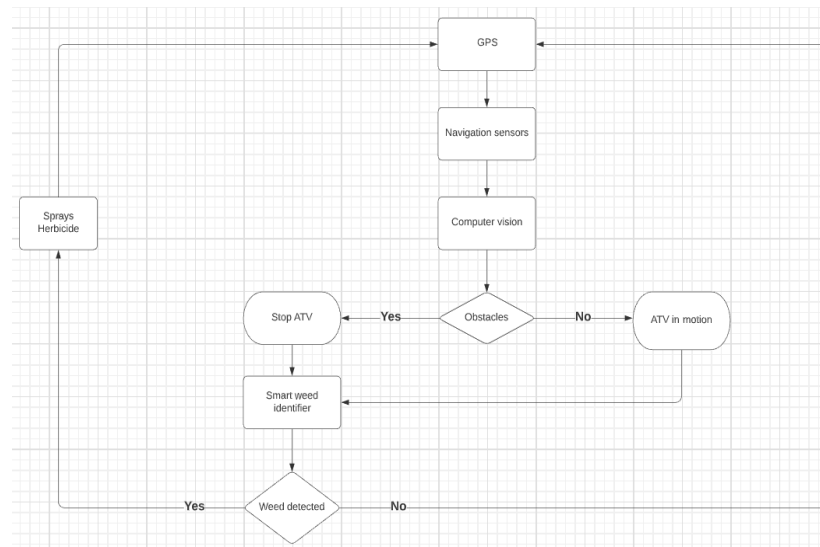 GPS
Navigation sensors
Sprays
Herbicide
Computer vision
Stop ATV
Yes
Obstacles
No
ATV in motion
Smart weed
identifier
Yes
Weed detected
No